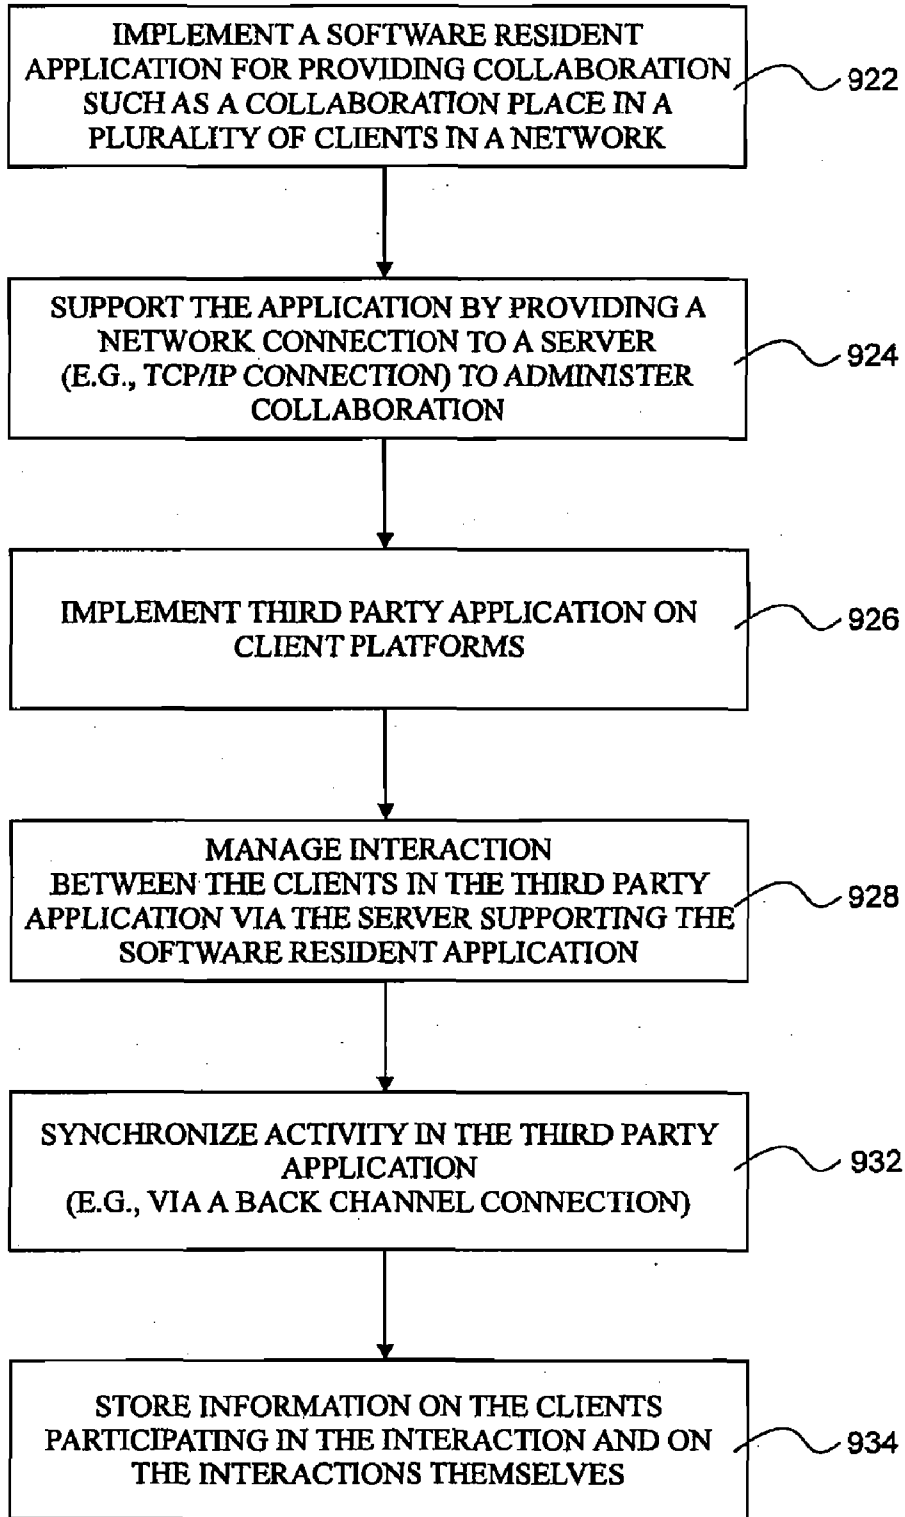 IMPLEMENT A SOFTWARE RESIDENT
APPLICATION FOR PROVIDING COLLABORATION
SUCH AS A COLLABORATION PLACE IN A
PLURALITY OF CLIENTS IN A NETWORK
922
SUPPORT THE APPLICATION BY PROVIDING A
NETWORK CONNECTION TO A SERVER
(E.G., TCP/IP CONNECTION) TO ADMINISTER
COLLABORATION
924
IMPLEMENT THIRD PARTY APPLICATION ON
CLIENT PLATFORMS
926
MANAGE INTERACTION
BETWEEN THE CLIENTS IN THE THIRD PARTY
APPLICATION VIA THE SERVER SUPPORTING THE
SOFTWARE RESIDENT APPLICATION
928
SYNCHRONIZE ACTIVITY IN THE THIRD PARTY
APPLICATION
(E.G., VIA A BACK CHANNEL CONNECTION)
932
STORE INFORMATION ON THE CLIENTS
PARTICIPATING IN THE INTERACTION AND ON
THE INTERACTIONS THEMSELVES
934